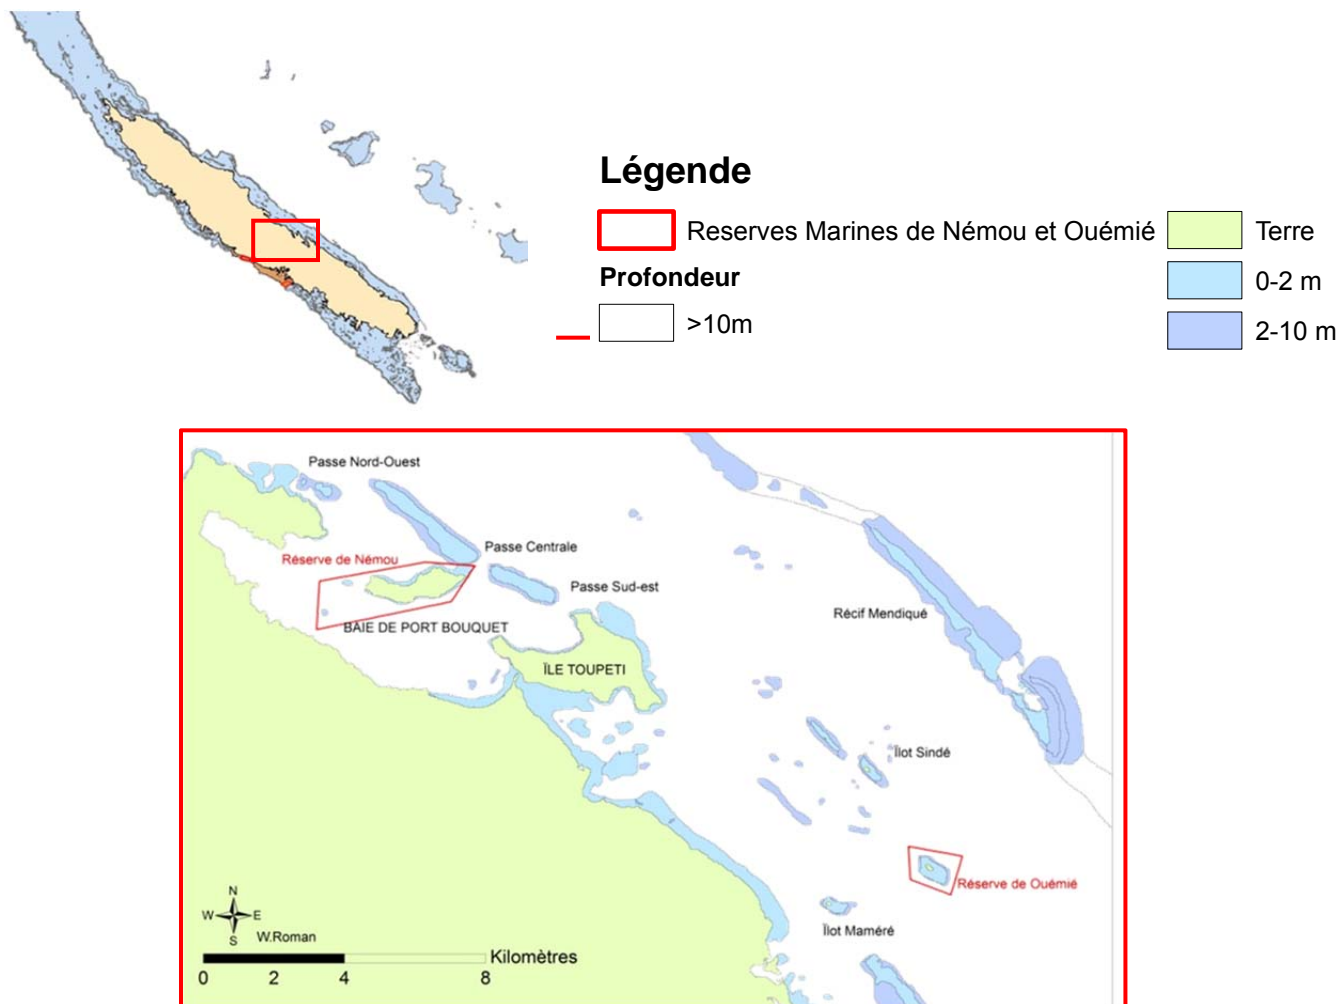 Légende
Reserves Marines de Némou et Ouémié
Terre
Profondeur
0-2 m
>10m
2-10 m
Passe Nord-Ouest
Passe Centrale
Réserve de Némou
Passe Sud-est
Récif Mendiqué
BAIE DE PORT BOUQUET
ÎLE TOUPETI
Îlot Sindé
Réserve de Ouémié
Îlot Maméré
N
W E
S
W.Roman
Kilomètres
0 2 4 8